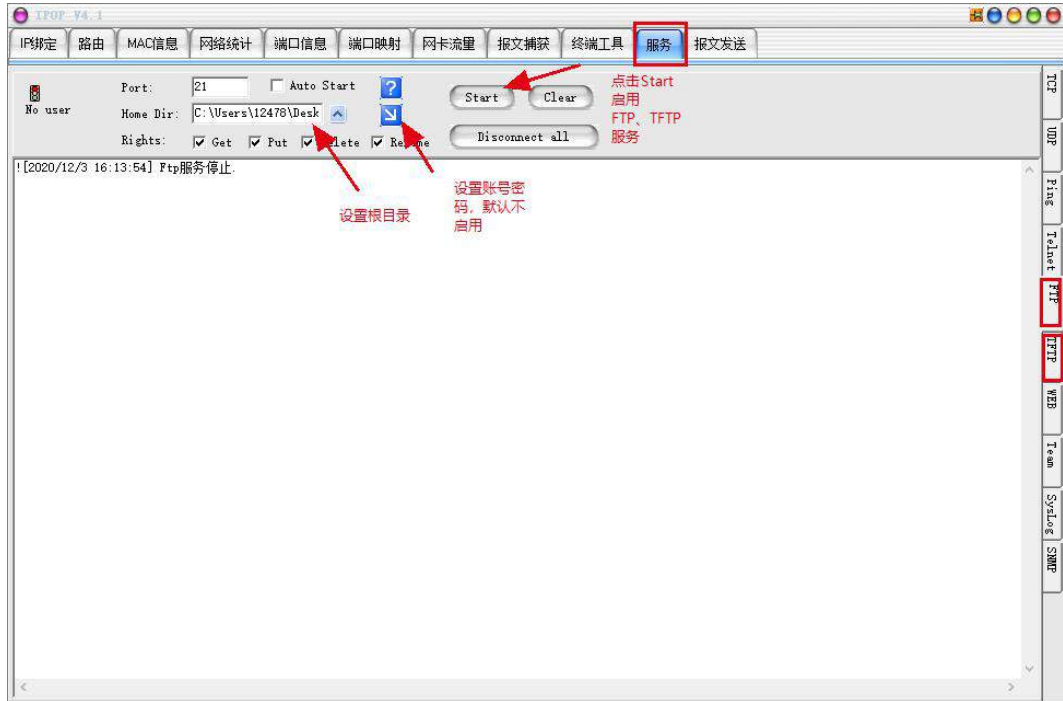 TPOP V4.1
IP绑定 路由 MAC信息 网络统计 端口信息 端口映射 网卡流量 报文捕获 终端工具 服务 报文发送
Port: 21 Auto Start ?
No user
Home Dir: C:\Users\12478\Desk
Rights: Get Put Delete Resume
Start Clear
Disconnect all
点击Start
启用
FTP、TFTP
服务
![2020/12/3 16:13:54] Ftp服务停止.
设置根目录
设置账号密
码，默认不
启用
TCP
UDP
Ping
Telnet
FTP
TFTP
WEB
Team
SysLog
SNMP